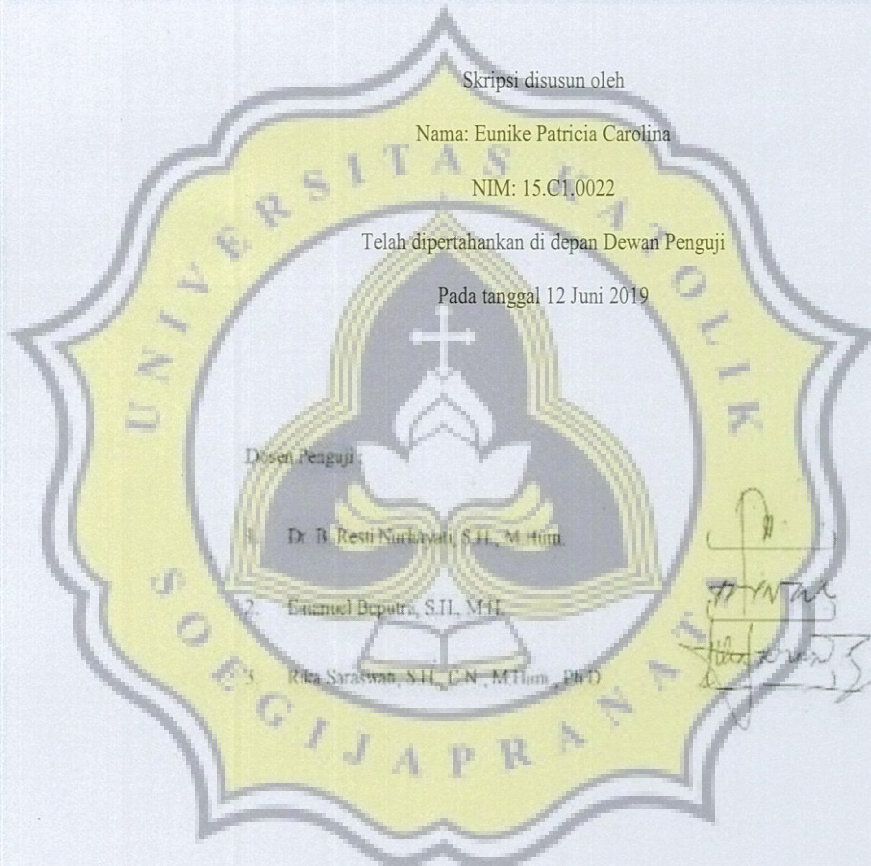 Skripsi disusun oleh
Nama: Eunike Patricia Carolina
NIM: 15.C1.0022
Telah dipertahankan di depan Dewan Penguji
Pada tanggal 12 Juni 2019
UNIVERSITAS KATOLIK
Dosen Penguji :
Dr. B. Resti Nurhayati, S.H., M.Hum.
2. Emanuel Boputra, S.H., M.H.
Rika Saraswati, S.H., C.N., M.Hum., Ph.D
SOEGIJAPRANATA